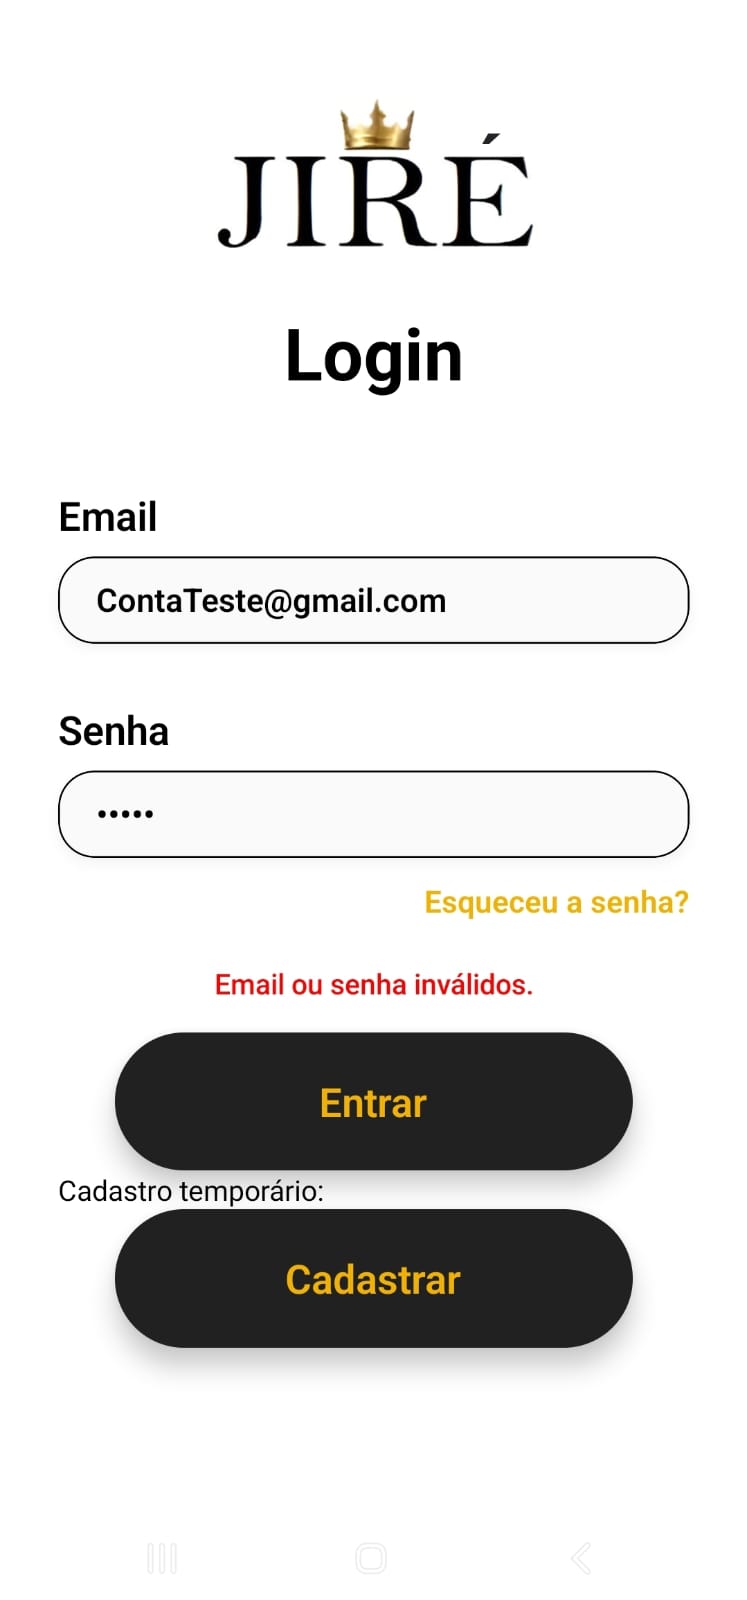 JIRÉ
Login
Email
ContaTeste@gmail.com
Senha
•••••
Esqueceu a senha?
Email ou senha inválidos.
Entrar
Cadastro temporário:
Cadastrar